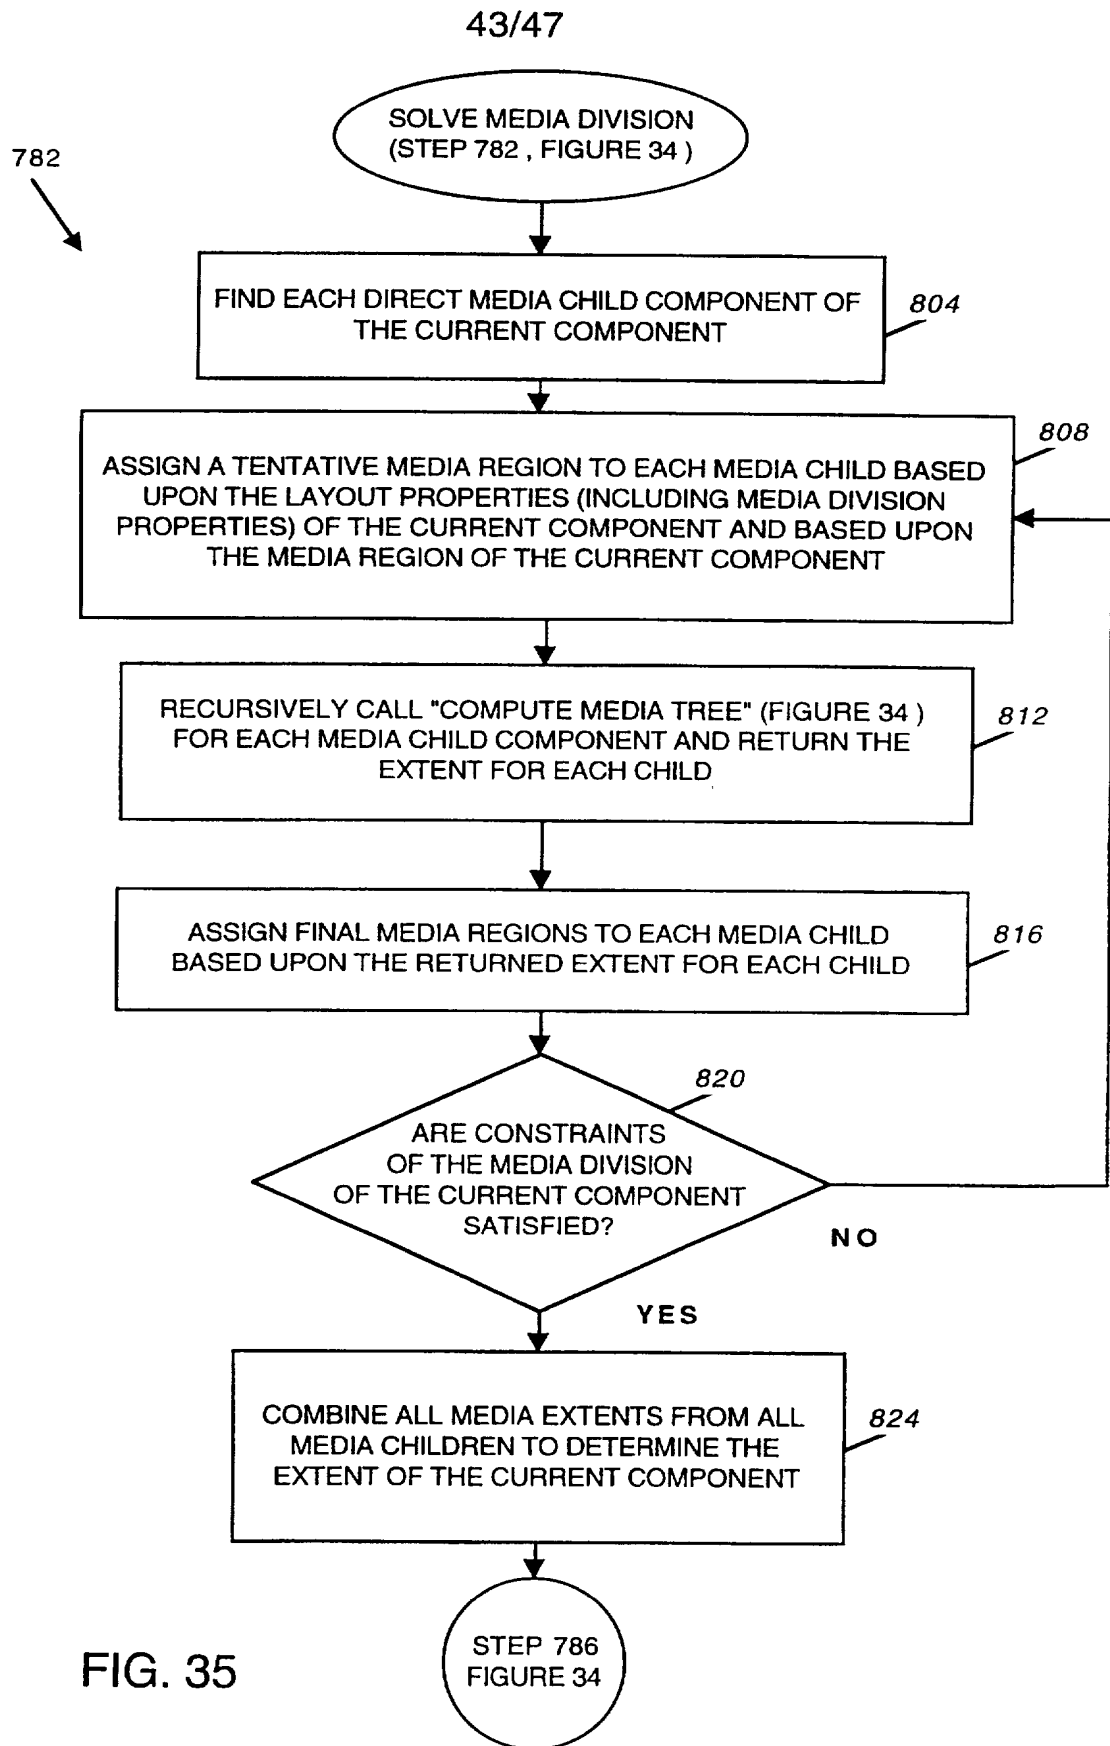 43/47
SOLVE MEDIA DIVISION
(STEP 782 , FIGURE 34 )
782
FIND EACH DIRECT MEDIA CHILD COMPONENT OF
THE CURRENT COMPONENT
804
808
ASSIGN A TENTATIVE MEDIA REGION TO EACH MEDIA CHILD BASED
UPON THE LAYOUT PROPERTIES (INCLUDING MEDIA DIVISION
PROPERTIES) OF THE CURRENT COMPONENT AND BASED UPON
THE MEDIA REGION OF THE CURRENT COMPONENT
RECURSIVELY CALL "COMPUTE MEDIA TREE" (FIGURE 34 )
FOR EACH MEDIA CHILD COMPONENT AND RETURN THE
EXTENT FOR EACH CHILD
812
ASSIGN FINAL MEDIA REGIONS TO EACH MEDIA CHILD
BASED UPON THE RETURNED EXTENT FOR EACH CHILD
816
820
ARE CONSTRAINTS
OF THE MEDIA DIVISION
OF THE CURRENT COMPONENT
SATISFIED?
NO
YES
COMBINE ALL MEDIA EXTENTS FROM ALL
MEDIA CHILDREN TO DETERMINE THE
EXTENT OF THE CURRENT COMPONENT
824
STEP 786
FIGURE 34
FIG. 35